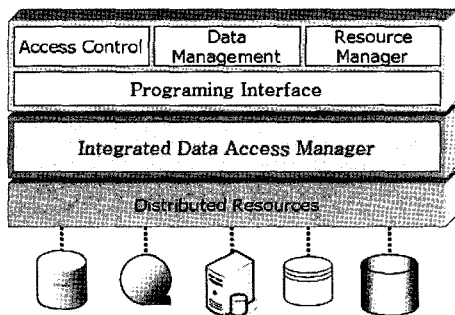 Access Control
Data Management
Resource Manager
Programing Interface
Integrated Data Access Manager
Distributed Resources